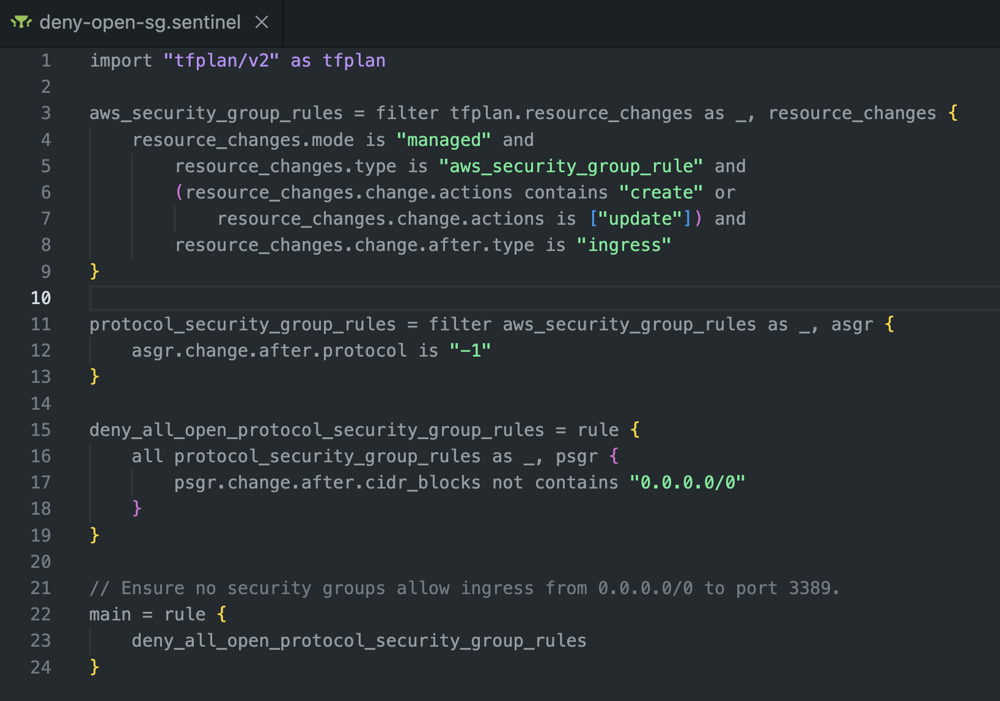 deny-open-sg.sentinel
1 import "tfplan/v2" as tfplan
2
3 aws_security_group_rules = filter tfplan.resource_changes as _, resource_changes {
4     resource_changes.mode is "managed" and
5         resource_changes.type is "aws_security_group_rule" and
6         (resource_changes.change.actions contains "create" or
7             resource_changes.change.actions is ["update"]) and
8         resource_changes.change.after.type is "ingress"
9 }
10
11 protocol_security_group_rules = filter aws_security_group_rules as _, asgr {
12     asgr.change.after.protocol is "-1"
13 }
14
15 deny_all_open_protocol_security_group_rules = rule {
16     all protocol_security_group_rules as _, psgr {
17         psgr.change.after.cidr_blocks not contains "0.0.0.0/0"
18     }
19 }
20
21 // Ensure no security groups allow ingress from 0.0.0.0/0 to port 3389.
22 main = rule {
23     deny_all_open_protocol_security_group_rules
24 }